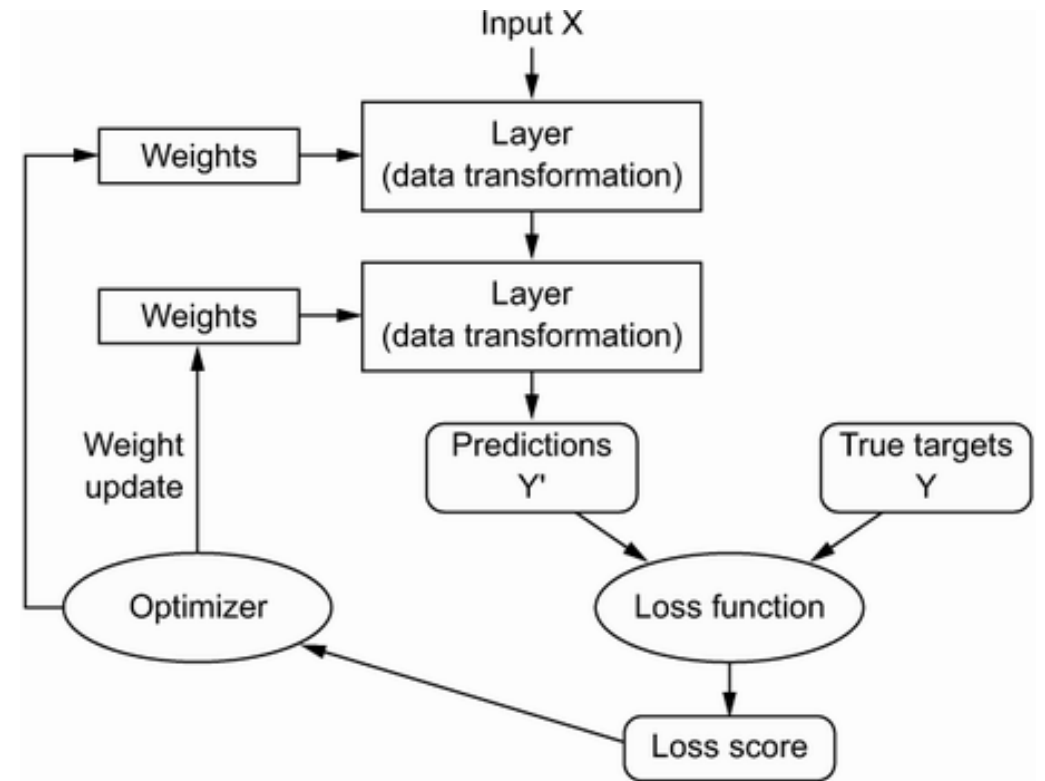 Input X
Weights
Layer
(data transformation)
Weights
Layer
(data transformation)
Weight
update
Predictions
Y'
True targets
Y
Optimizer
Loss function
Loss score